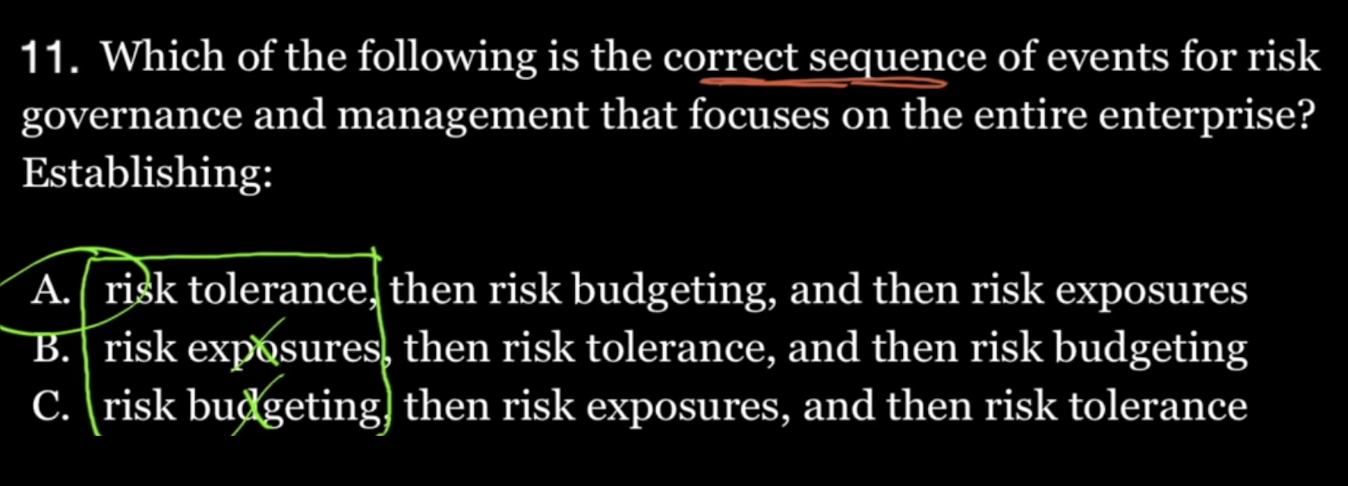 11. Which of the following is the correct sequence of events for risk
governance and management that focuses on the entire enterprise?
Establishing:
A. risk tolerance, then risk budgeting, and then risk exposures
B. risk exposures, then risk tolerance, and then risk budgeting
C. risk budgeting, then risk exposures, and then risk tolerance